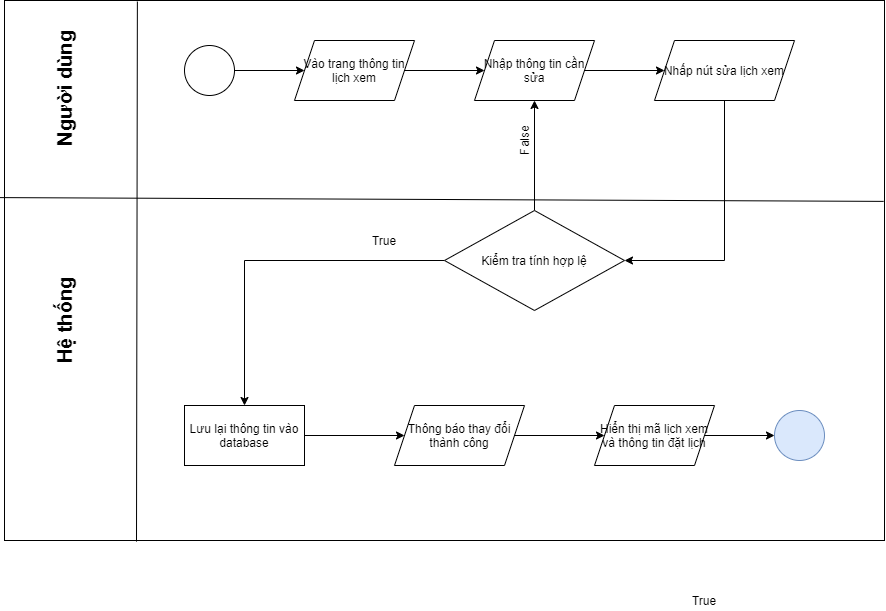 Người dùng
Vào trang thông tin
lịch xem
Nhập thông tin cần
sửa
Nhấp nút sửa lịch xem
False
Hệ thống
True
Kiểm tra tính hợp lệ
Lưu lại thông tin vào
database
Thông báo thay đổi
thành công
Hiển thị mã lịch xem
và thông tin đặt lịch
True